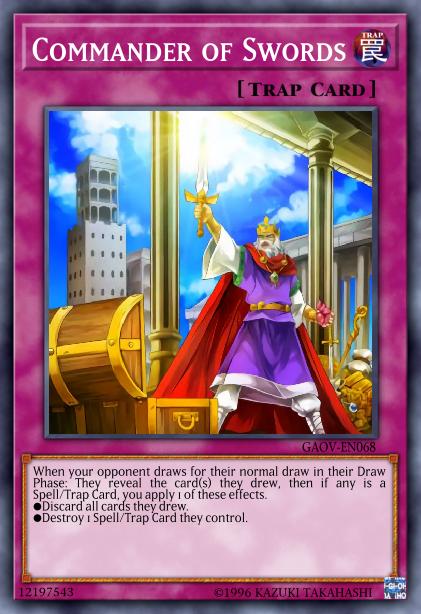 COMMANDER OF SWORDS
TRAP
罠
[TRAP CARD]
GAOV-EN068
When your opponent draws for their normal draw in their Draw
Phase: They reveal the card(s) they drew, then if any is a
Spell/Trap Card, you apply 1 of these effects.
●Discard all cards they drew.
●Destroy 1 Spell/Trap Card they control.
12197543
©1996 KAZUKI TAKAHASHI